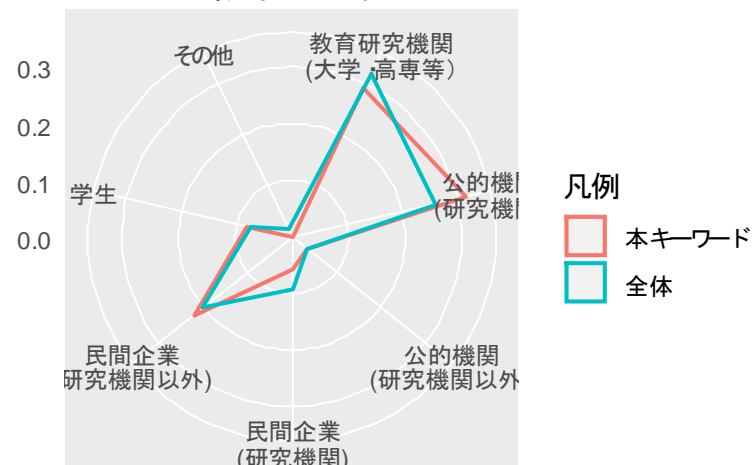 その他
教育研究機関
(大学・高専等）
0.3
0.2
0.1
0.0
学生
公的機関
(研究機関
凡例
本キーワード
全体
民間企業
研究機関以外)
公的機関
(研究機関以外
民間企業
(研究機関)